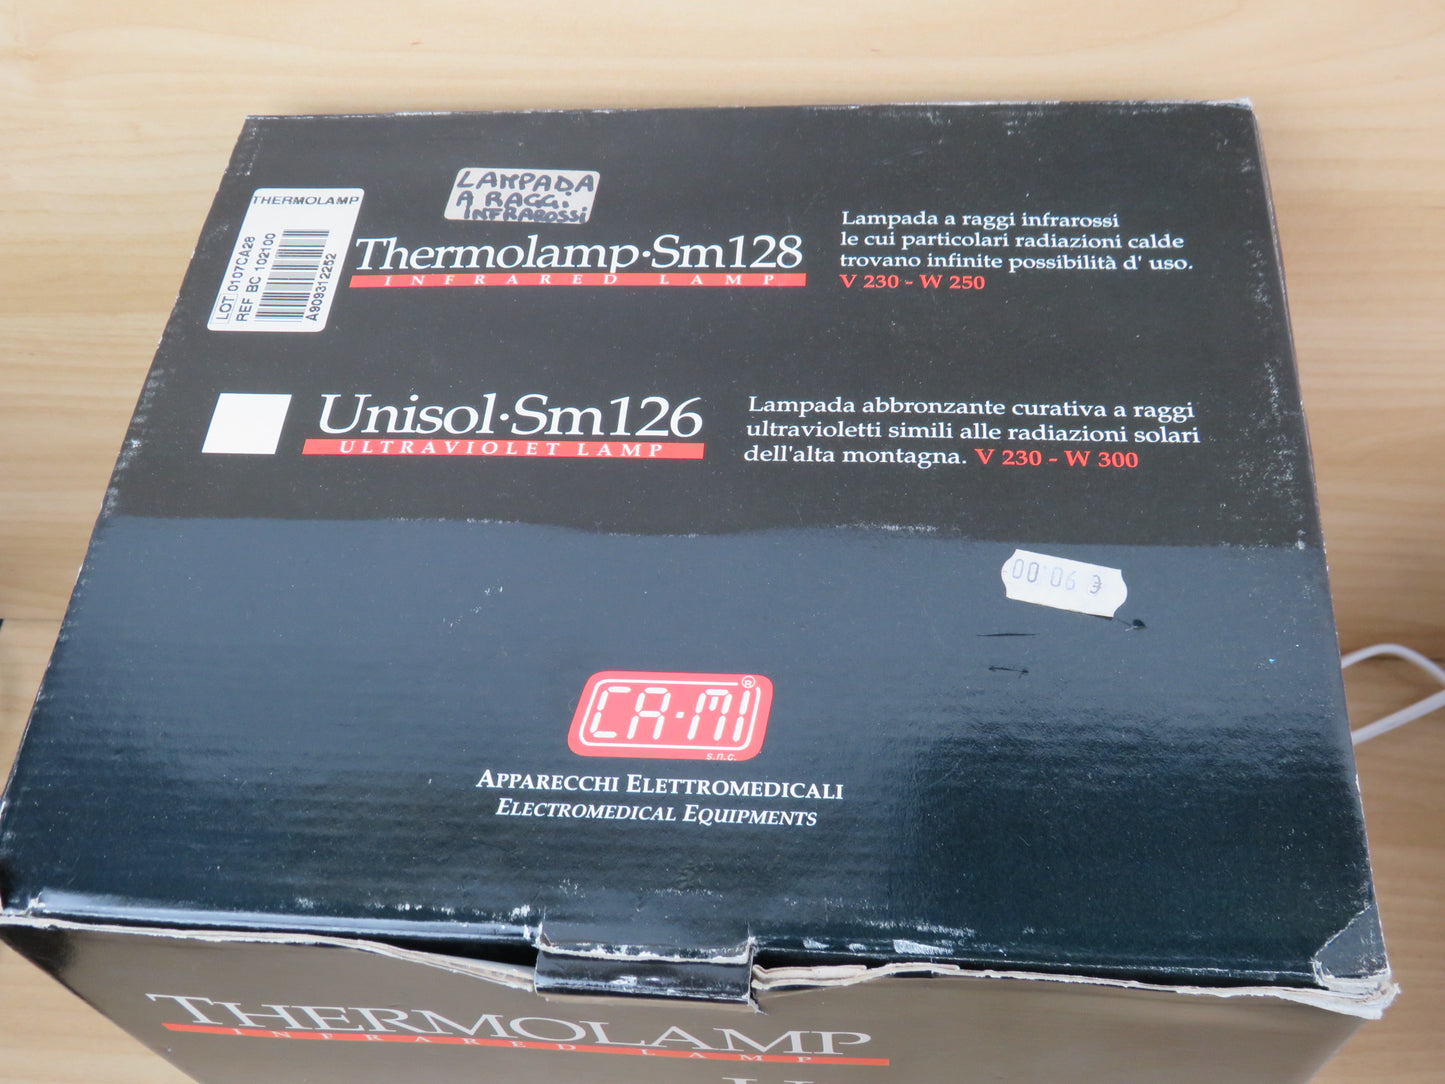 LAMPADA
A RAGGI
INFRAROSSI
THERMOLAMP
LOT 0107CA28
REF BC 102100
A909312252
Thermolamp·Sm128
INFRARED LAMP
Lampada a raggi infrarossi
le cui particolari radiazioni calde
trovano infinite possibilità d' uso.
V 230 - W 250
Unisol·Sm126
ULTRAVIOLET LAMP
Lampada abbronzante curativa a raggi
ultravioletti simili alle radiazioni solari
dell'alta montagna. V 230 - W 300
€ 90,00
CA·MI ®
s.n.c.
APPARECCHI ELETTROMEDICALI
ELECTROMEDICAL EQUIPMENTS
THERMOLAMP
INFRARED LAMP